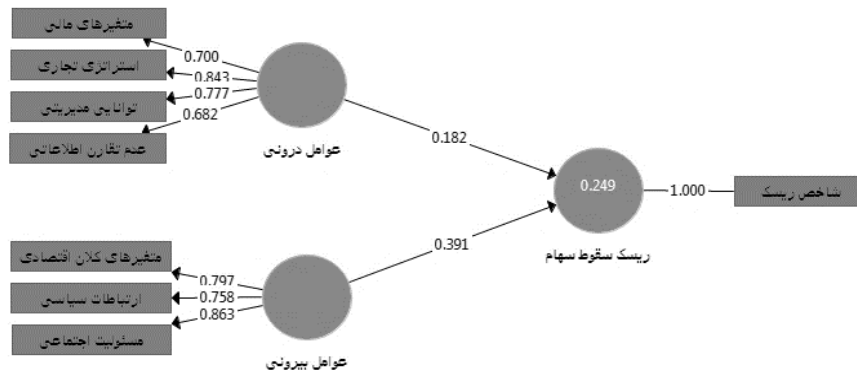 متغیرهای مالی
0.700
استراتژی تجاری
0.843
توانایی مدیریتی
0.777
عدم تقارن اطلاعاتی
0.682
عوامل درونی
0.182
0.249
1.000
شاخص ریسک
ریسک سقوط سهام
0.391
متغیرهای کلان اقتصادی
0.797
ارتباطات سیاسی
0.758
مسئولیت اجتماعی
0.863
عوامل بیرونی